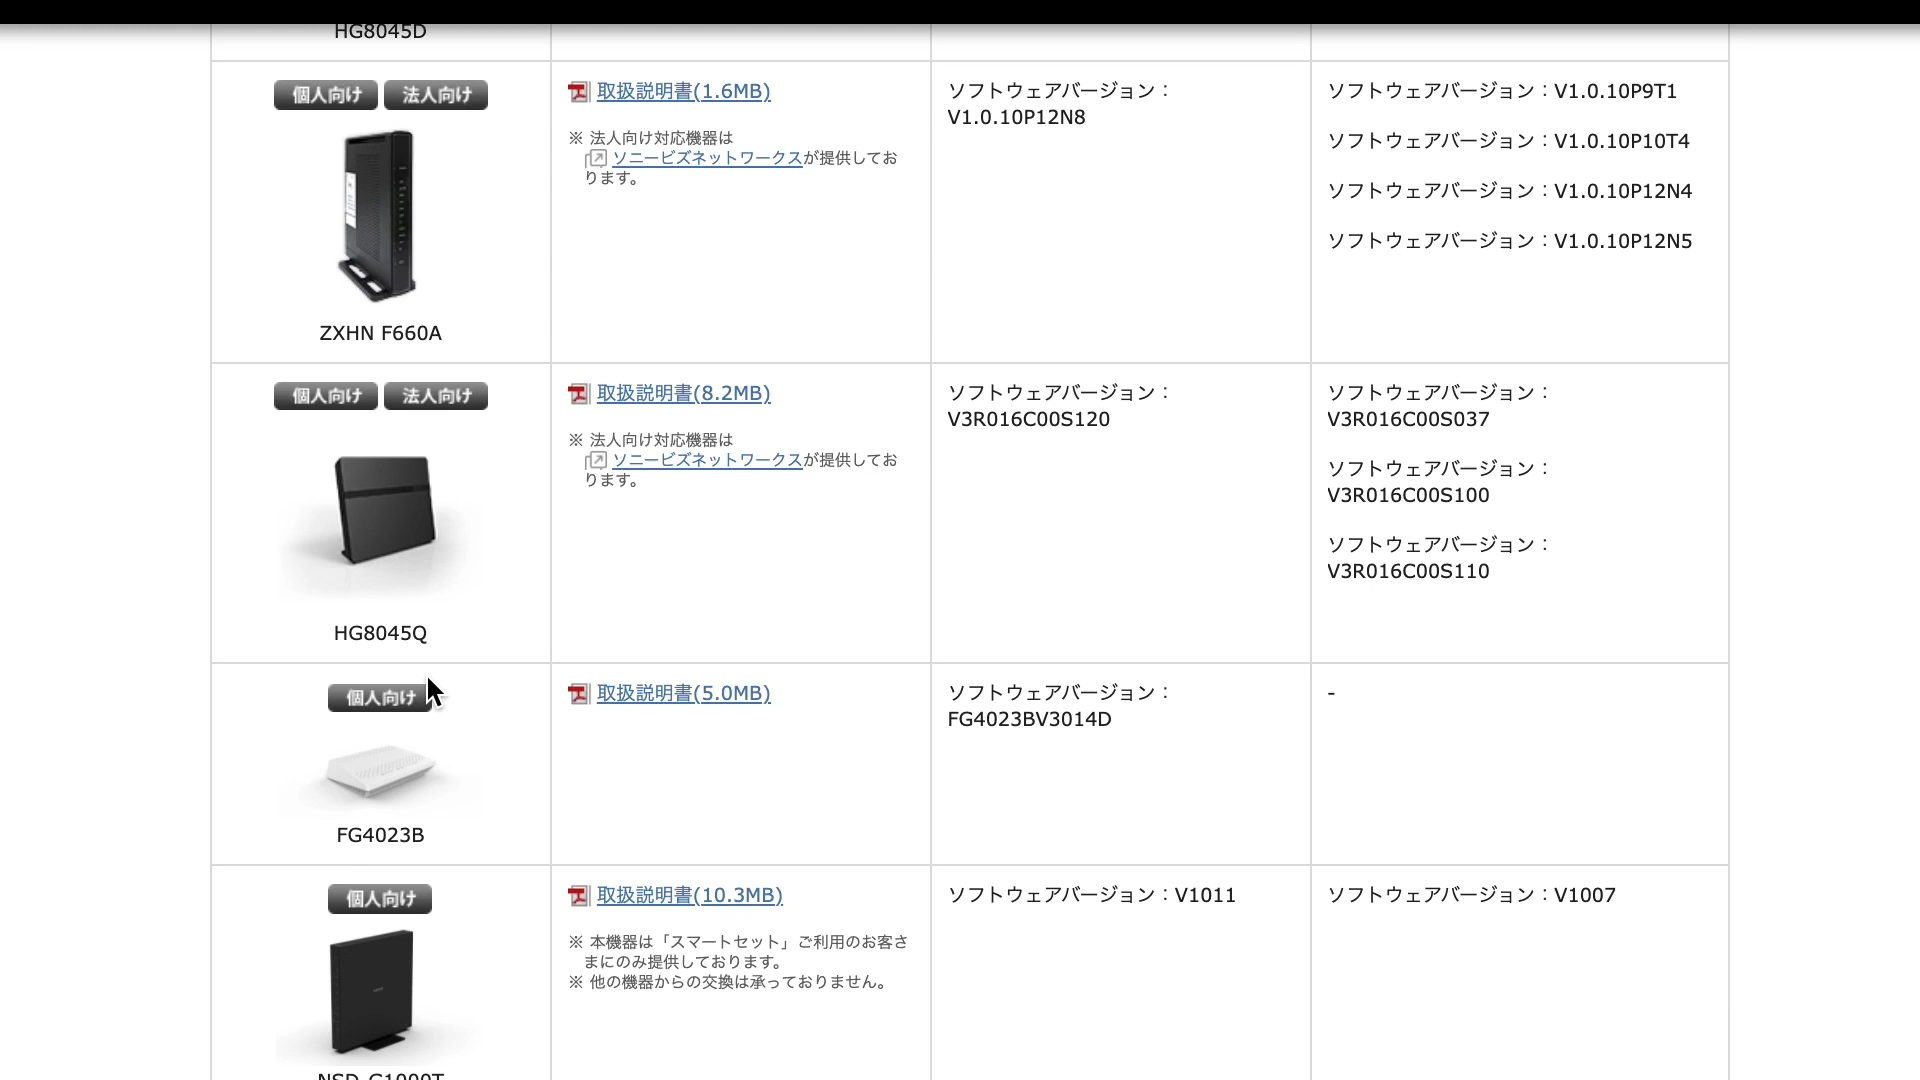 HG8045D
個人向け 法人向け
取扱説明書(1.6MB)
※ 法人向け対応機器は
ソニービズネットワークスが提供してお
ります。
ソフトウェアバージョン：
V1.0.10P12N8
ソフトウェアバージョン：V1.0.10P9T1
ソフトウェアバージョン：V1.0.10P10T4
ソフトウェアバージョン：V1.0.10P12N4
ソフトウェアバージョン：V1.0.10P12N5
ZXHN F660A
個人向け 法人向け
取扱説明書(8.2MB)
※ 法人向け対応機器は
ソニービズネットワークスが提供してお
ります。
ソフトウェアバージョン：
V3R016C00S120
ソフトウェアバージョン：
V3R016C00S037
ソフトウェアバージョン：
V3R016C00S100
ソフトウェアバージョン：
V3R016C00S110
HG8045Q
個人向け
取扱説明書(5.0MB)
ソフトウェアバージョン：
FG4023BV3014D
-
FG4023B
個人向け
取扱説明書(10.3MB)
※ 本機器は「スマートセット」ご利用のお客さ
まにのみ提供しております。
※ 他の機器からの交換は承っておりません。
ソフトウェアバージョン：V1011
ソフトウェアバージョン：V1007
NSD-G1000T